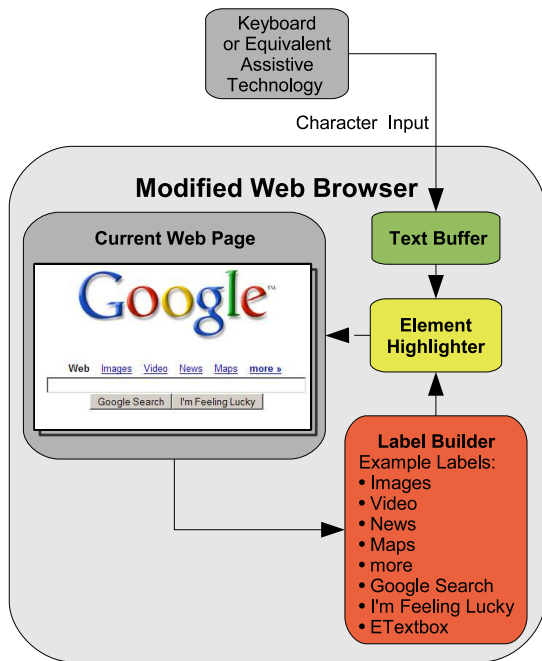 Keyboard
or Equivalent
Assistive
Technology
Character Input
Modified Web Browser
Current Web Page
Google™
Web Images Video News Maps more »
Google Search I'm Feeling Lucky
Text Buffer
Element
Highlighter
Label Builder
Example Labels:
• Images
• Video
• News
• Maps
• more
• Google Search
• I'm Feeling Lucky
• ETextbox